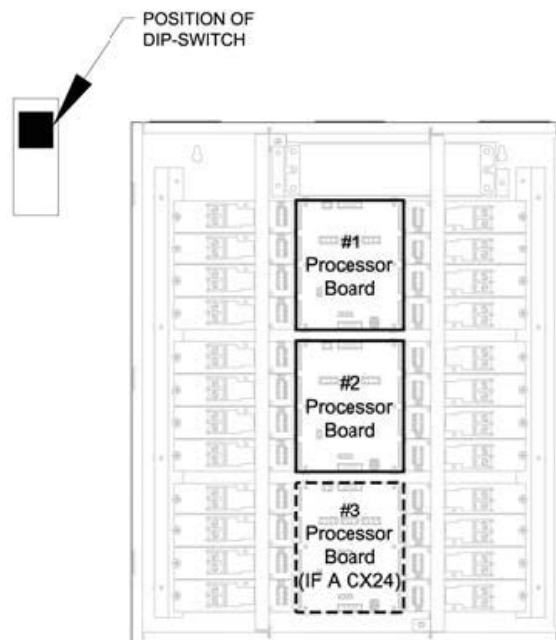 POSITION OF
DIP-SWITCH
#1
Processor
Board
#2
Processor
Board
#3
Processor
Board
(IF A CX24)